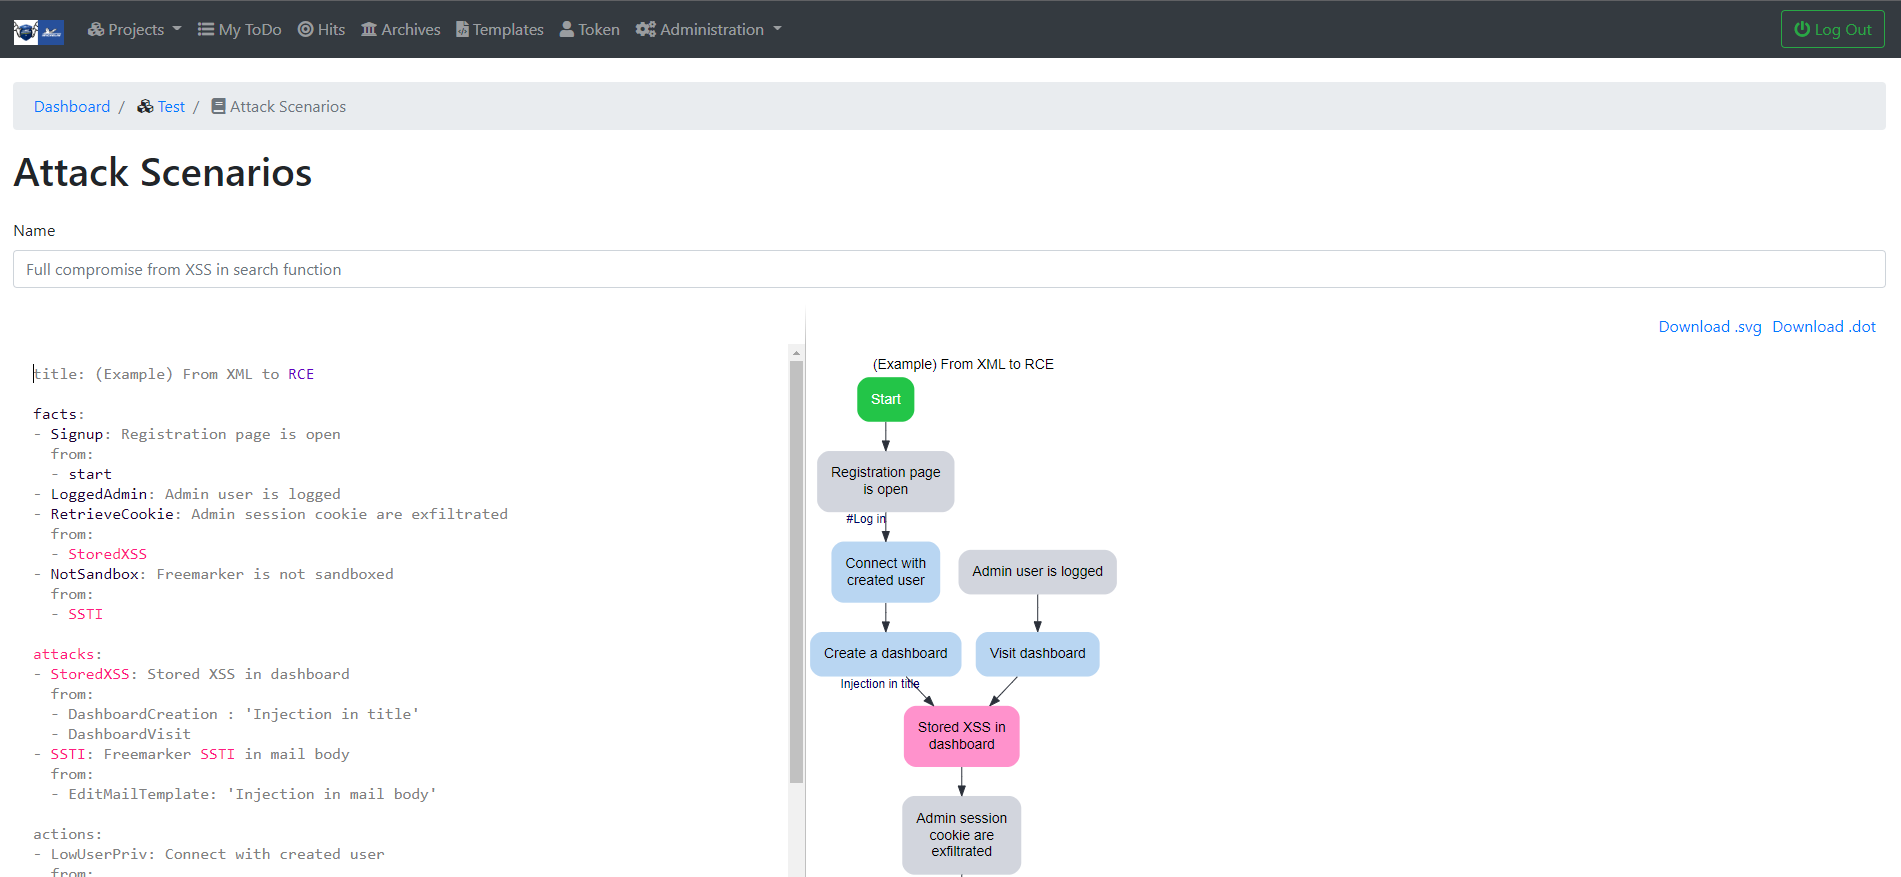 Projects My ToDo Hits Archives Templates Token Administration Log Out
Dashboard / Test / Attack Scenarios
Attack Scenarios
Name
Full compromise from XSS in search function
Download .svg Download .dot
title: (Example) From XML to RCE
facts:
- Signup: Registration page is open
from:
- start
- LoggedAdmin: Admin user is logged
- RetrieveCookie: Admin session cookie are exfiltrated
from:
- StoredXSS
- NotSandbox: Freemarker is not sandboxed
from:
- SSTI
attacks:
- StoredXSS: Stored XSS in dashboard
from:
- DashboardCreation : 'Injection in title'
- DashboardVisit
- SSTI: Freemarker SSTI in mail body
from:
- EditMailTemplate: 'Injection in mail body'
actions:
- LowUserPriv: Connect with created user
from:
(Example) From XML to RCE
Start
Registration page
is open
#Log in
Connect with
created user
Admin user is logged
Create a dashboard
Visit dashboard
Injection in title
Stored XSS in
dashboard
Admin session
cookie are
exfiltrated